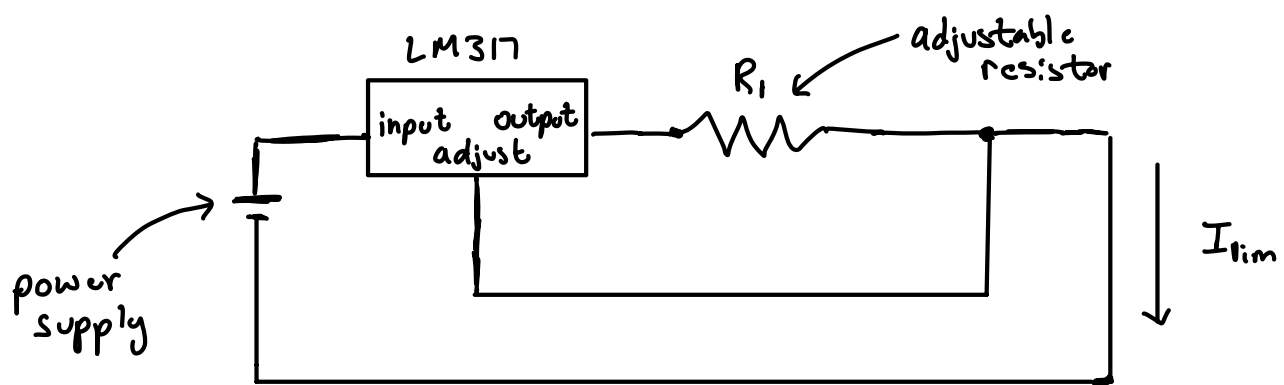 LM317
adjustable
resistor
R1
input output
adjust
Ilim
power
supply